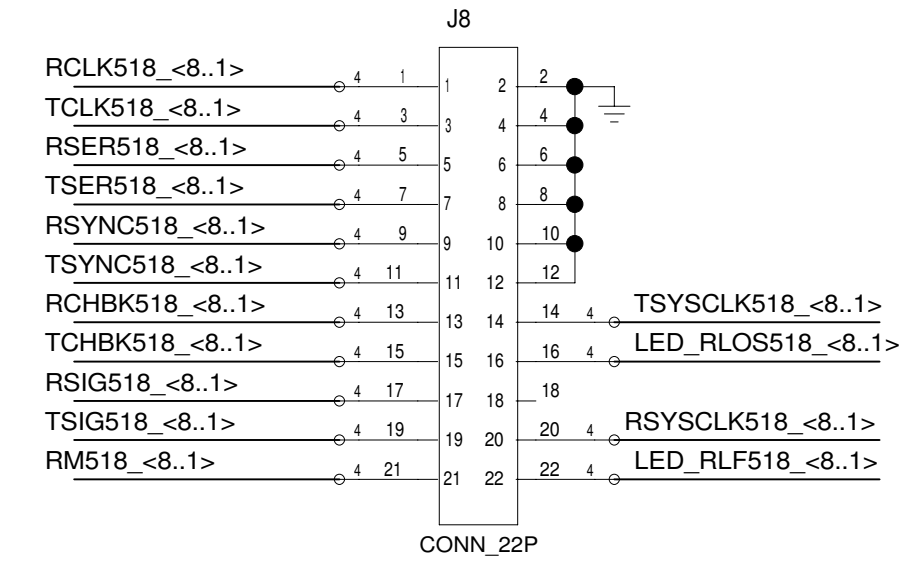 J8
RCLK518_<8..1> 4 1 1 2 2
TCLK518_<8..1> 4 3 3 4 4
RSER518_<8..1> 4 5 5 6 6
TSER518_<8..1> 4 7 7 8 8
RSYNC518_<8..1> 4 9 9 10 10
TSYNC518_<8..1> 4 11 11 12 12
RCHBK518_<8..1> 4 13 13 14 14 4 TSYSCLK518_<8..1>
TCHBK518_<8..1> 4 15 15 16 16 4 LED_RLOS518_<8..1>
RSIG518_<8..1> 4 17 17 18 18
TSIG518_<8..1> 4 19 19 20 20 4 RSYSCLK518_<8..1>
RM518_<8..1> 4 21 21 22 22 4 LED_RLF518_<8..1>
CONN_22P